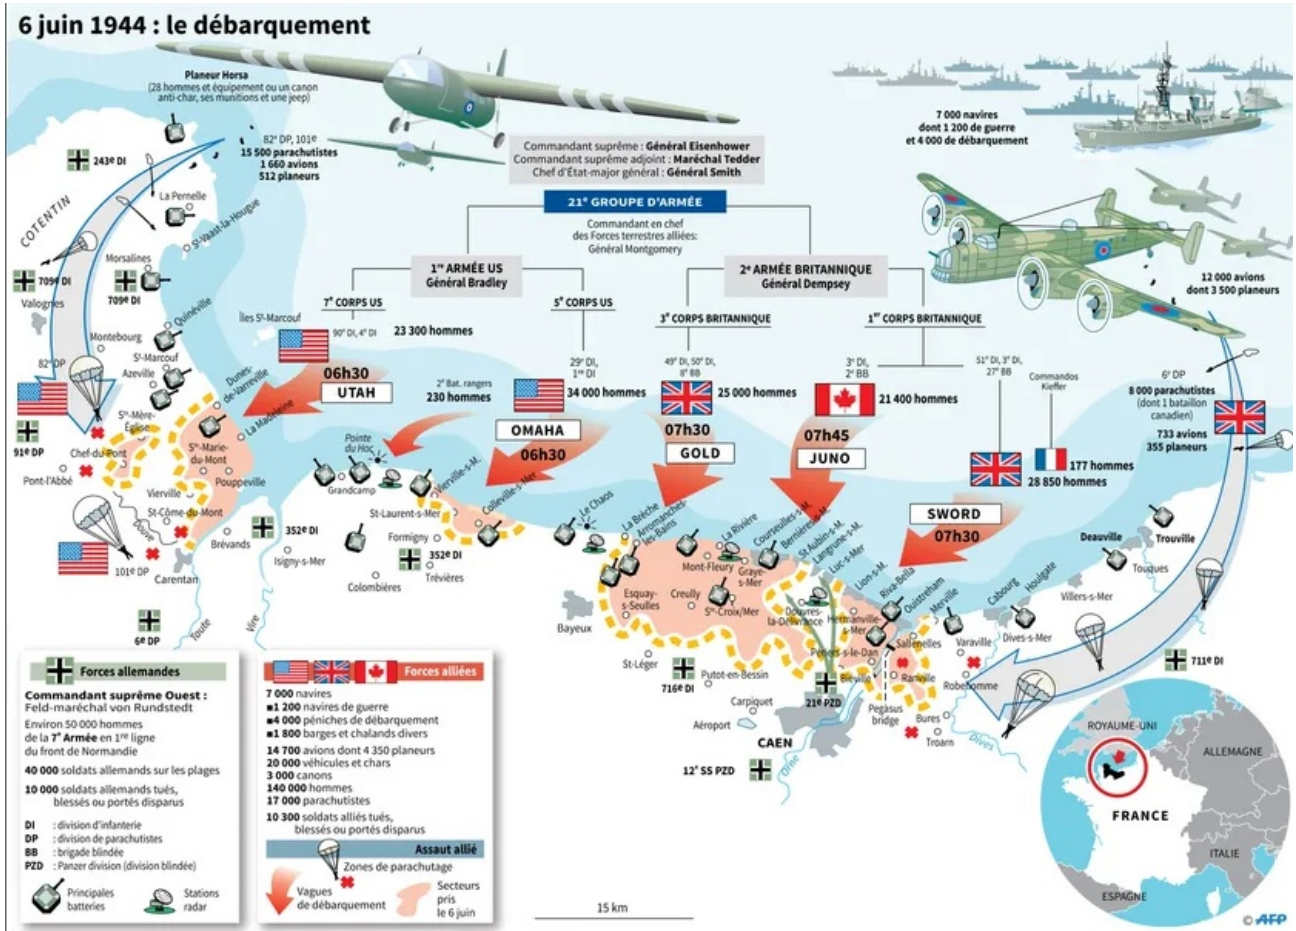 6 juin 1944 : le débarquement
Planeur Horsa
(28 hommes et équipement ou un canon
anti-char, ses munitions et une jeep)
82e DP, 101e
15 500 parachutistes
1 660 avions
512 planeurs
7 000 navires
dont 1 200 de guerre
et 4 000 de débarquement
Commandant suprême : Général Eisenhower
Commandant suprême adjoint : Maréchal Tedder
Chef d'État-major général : Général Smith
21e GROUPE D'ARMÉE
Commandant en chef
des Forces terrestres alliées:
Général Montgomery
1re ARMÉE US
Général Bradley
2e ARMÉE BRITANNIQUE
Général Dempsey
12 000 avions
dont 3 500 planeurs
7e CORPS US
5e CORPS US
3e CORPS BRITANNIQUE
1er CORPS BRITANNIQUE
90e DI, 4e DI
23 300 hommes
06h30
UTAH
2e Bat. rangers
230 hommes
29e DI,
1re DI
34 000 hommes
OMAHA
06h30
49e DI, 50e DI,
8e BB
25 000 hommes
07h30
GOLD
3e DI,
2e BB
21 400 hommes
07h45
JUNO
51e DI, 3e DI,
27e BB
Commandos
Kieffer
177 hommes
28 850 hommes
SWORD
07h30
6e DP
8 000 parachutistes
(dont 1 bataillon
canadien)
733 avions
355 planeurs
243e DI
COTENTIN
La Pernelle
St-Vaast-la-Hougue
Morsalines
709e DI
709e DI
Valognes
Quinéville
Montebourg
Îles St-Marcouf
St-Marcouf
Azeville
82e DP
Dunes-
de-Varreville
91e DP
Ste-Mère-
Église
La Madeleine
Chef-du-Pont
Ste-Marie-
du-Mont
Pont-l'Abbé
Pouppeville
Vierville
St-Côme-du-Mont
Douve
101e DP
Carentan
Brévands
352e DI
Isigny-s-Mer
6e DP
Toute
Vire
Pointe
du Hoc
Grandcamp
Vierville-s-M.
St-Laurent-s-Mer
Colleville-s-Mer
Formigny
352e DI
Trévières
Colombières
Le Chaos
La Brèche
Arromanches-
les-Bains
La Rivière
Mont-Fleury
Graye-
s-Mer
Courseulles-s-M.
Bernières-s-M.
St-Aubin-s-M.
Langrune-s-M.
Luc-s-Mer
Lion-s-M.
Riva-Bella
Ouistreham
Merville
Cabourg
Houlgate
Deauville
Trouville
Touques
Villers-s-Mer
Bayeux
Esquay-
s-Seulles
Creully
Ste-Croix/Mer
Douvres-
la-Délivrance
Hermanville-
s-Mer
Sallenelles
Varaville
Dives-s-Mer
Periers-s-le-Dan
Biéville
Ranville
Robehomme
711e DI
St-Léger
716e DI
Putot-en-Bessin
Carpiquet
Aéroport
21e PZD
Pegasus
bridge
Bures
Troarn
Dives
CAEN
12e SS PZD
Orne
Forces allemandes
Commandant suprême Ouest :
Feld-maréchal von Rundstedt
Environ 50 000 hommes
de la 7e Armée en 1re ligne
du front de Normandie
40 000 soldats allemands sur les plages
10 000 soldats allemands tués,
blessés ou portés disparus
DI : division d'infanterie
DP : division de parachutistes
BB : brigade blindée
PZD : Panzer division (division blindée)
Principales
batteries
Stations
radar
Forces alliées
7 000 navires
■1 200 navires de guerre
■4 000 péniches de débarquement
■1 800 barges et chalands divers
14 700 avions dont 4 350 planeurs
20 000 véhicules et chars
3 000 canons
140 000 hommes
17 000 parachutistes
10 300 soldats alliés tués,
blessés ou portés disparus
Assaut allié
Zones de parachutage
Vagues
de débarquement
Secteurs
pris
le 6 juin
15 km
ROYAUME-UNI
ALLEMAGNE
FRANCE
ITALIE
ESPAGNE
© AFP